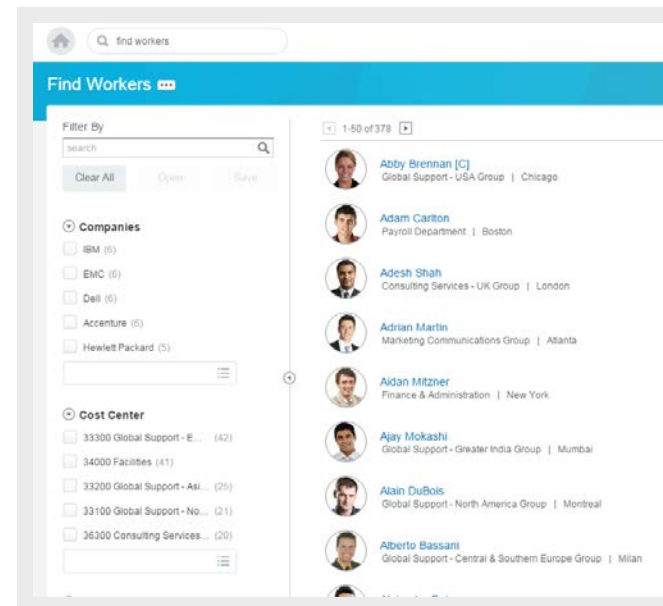 find workers
Find Workers
Filter By
search
Clear All
Open
Save
Companies
IBM (6)
EMC (6)
Dell (6)
Accenture (6)
Hewlett Packard (5)
Cost Center
33300 Global Support - E... (42)
34000 Facilities (41)
33200 Global Support - Asi... (25)
33100 Global Support - No... (21)
36300 Consulting Services... (20)
1-50 of 378
Abby Brennan [C]
Global Support - USA Group | Chicago
Adam Carlton
Payroll Department | Boston
Adesh Shah
Consulting Services - UK Group | London
Adrian Martin
Marketing Communications Group | Atlanta
Aidan Mitzner
Finance & Administration | New York
Ajay Mokashi
Global Support - Greater India Group | Mumbai
Alain DuBois
Global Support - North America Group | Montreal
Alberto Bassani
Global Support - Central & Southern Europe Group | Milan